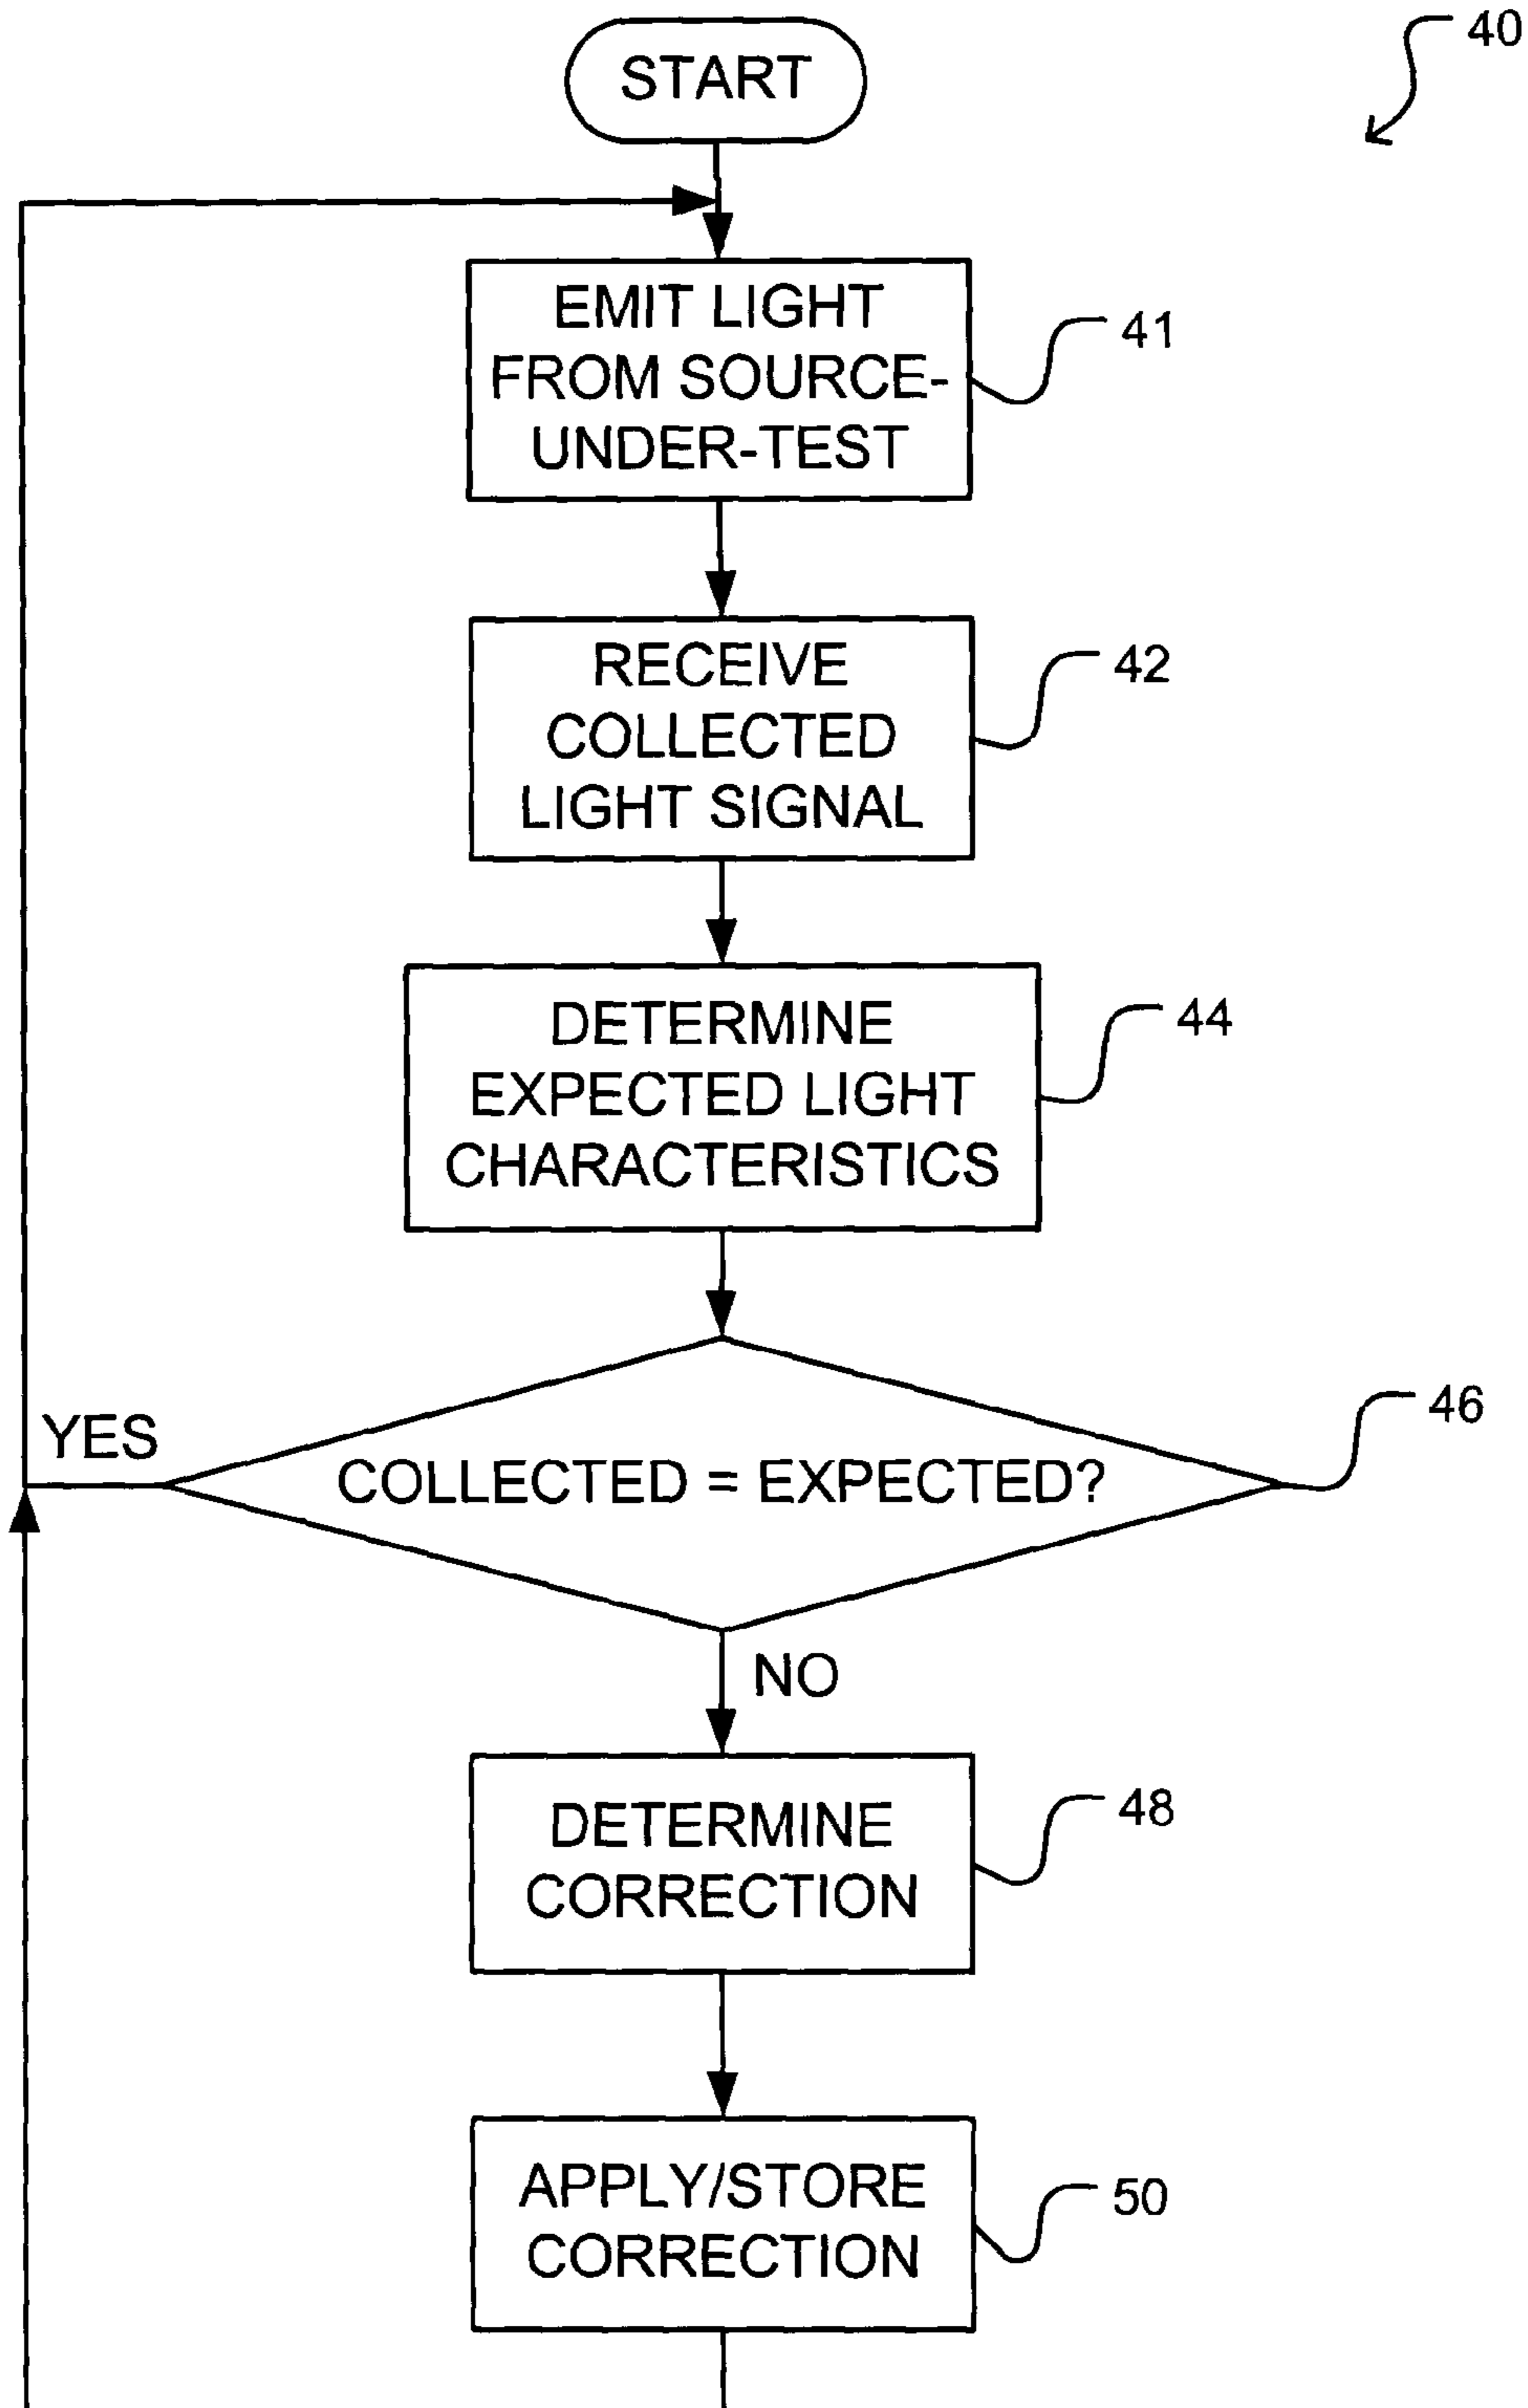 40
START
EMIT LIGHT
FROM SOURCE-
UNDER-TEST
41
RECEIVE
COLLECTED
LIGHT SIGNAL
42
DETERMINE
EXPECTED LIGHT
CHARACTERISTICS
44
YES
COLLECTED = EXPECTED?
46
NO
DETERMINE
CORRECTION
48
APPLY/STORE
CORRECTION
50